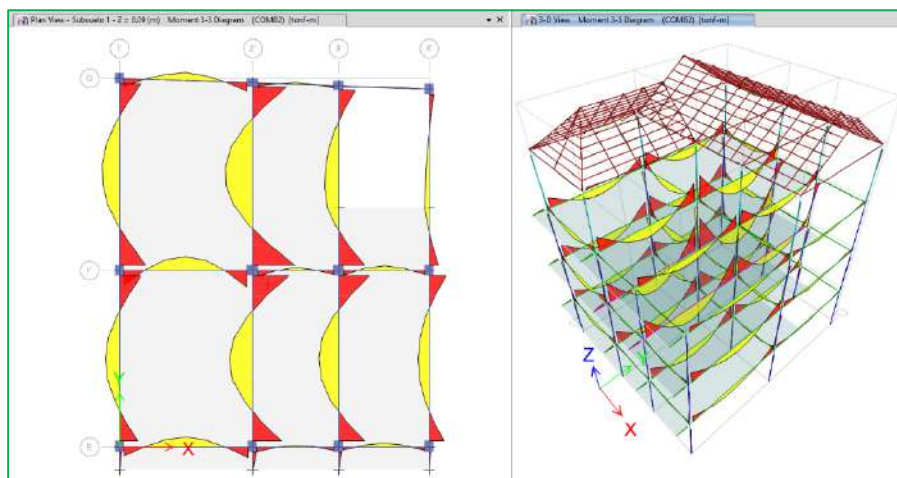 Plan View - Subsuelo 1 - Z = 0.09 (m) Moment 3-3 Diagram (COMB2) [tonf-m]
3-D View Moment 3-3 Diagram (COMB2) [tonf-m]
G
F
E
Y
X
Z
Y
X